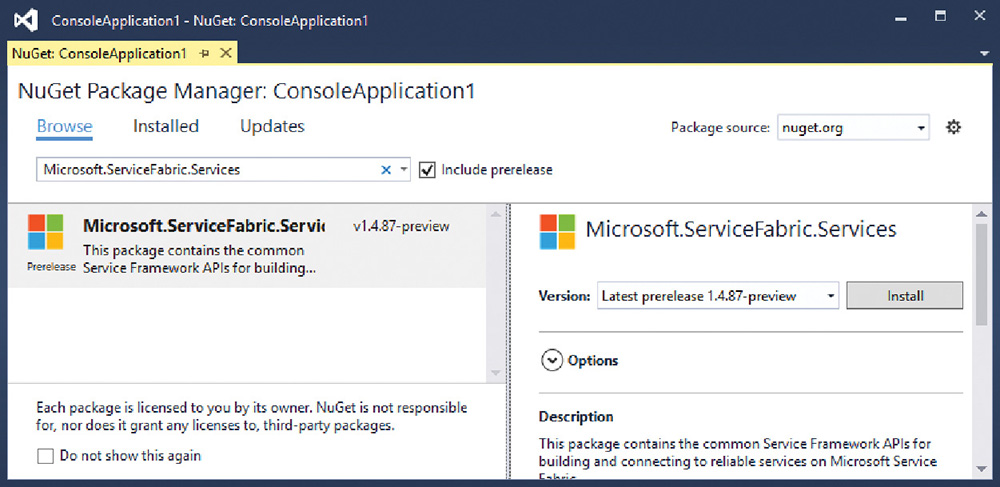 ConsoleApplication1 - NuGet: ConsoleApplication1
NuGet: ConsoleApplication1
NuGet Package Manager: ConsoleApplication1
Browse Installed Updates
Package source: nuget.org
Microsoft.ServiceFabric.Services
Include prerelease
Microsoft.ServiceFabric.Servic v1.4.87-preview
This package contains the common
Service Framework APIs for building...
Prerelease
Microsoft.ServiceFabric.Services
Version: Latest prerelease 1.4.87-preview Install
Options
Each package is licensed to you by its owner. NuGet is not responsible
for, nor does it grant any licenses to, third-party packages.
Do not show this again
Description
This package contains the common Service Framework APIs for
building and connecting to reliable services on Microsoft Service
Fabric